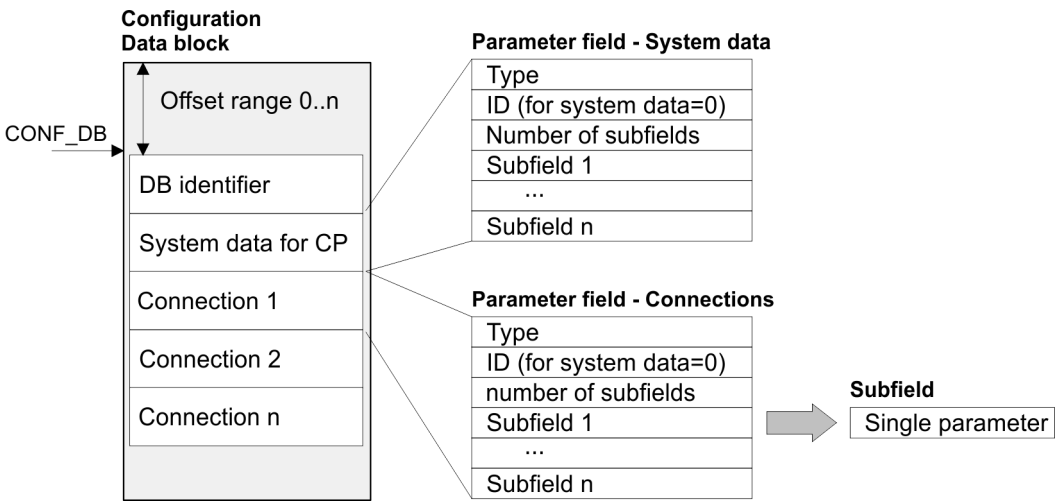 Configuration
Data block
Offset range 0..n
CONF_DB
DB identifier
System data for CP
Connection 1
Connection 2
Connection n
Parameter field - System data
Type
ID (for system data=0)
Number of subfields
Subfield 1
...
Subfield n
Parameter field - Connections
Type
ID (for system data=0)
number of subfields
Subfield 1
...
Subfield n
Subfield
Single parameter